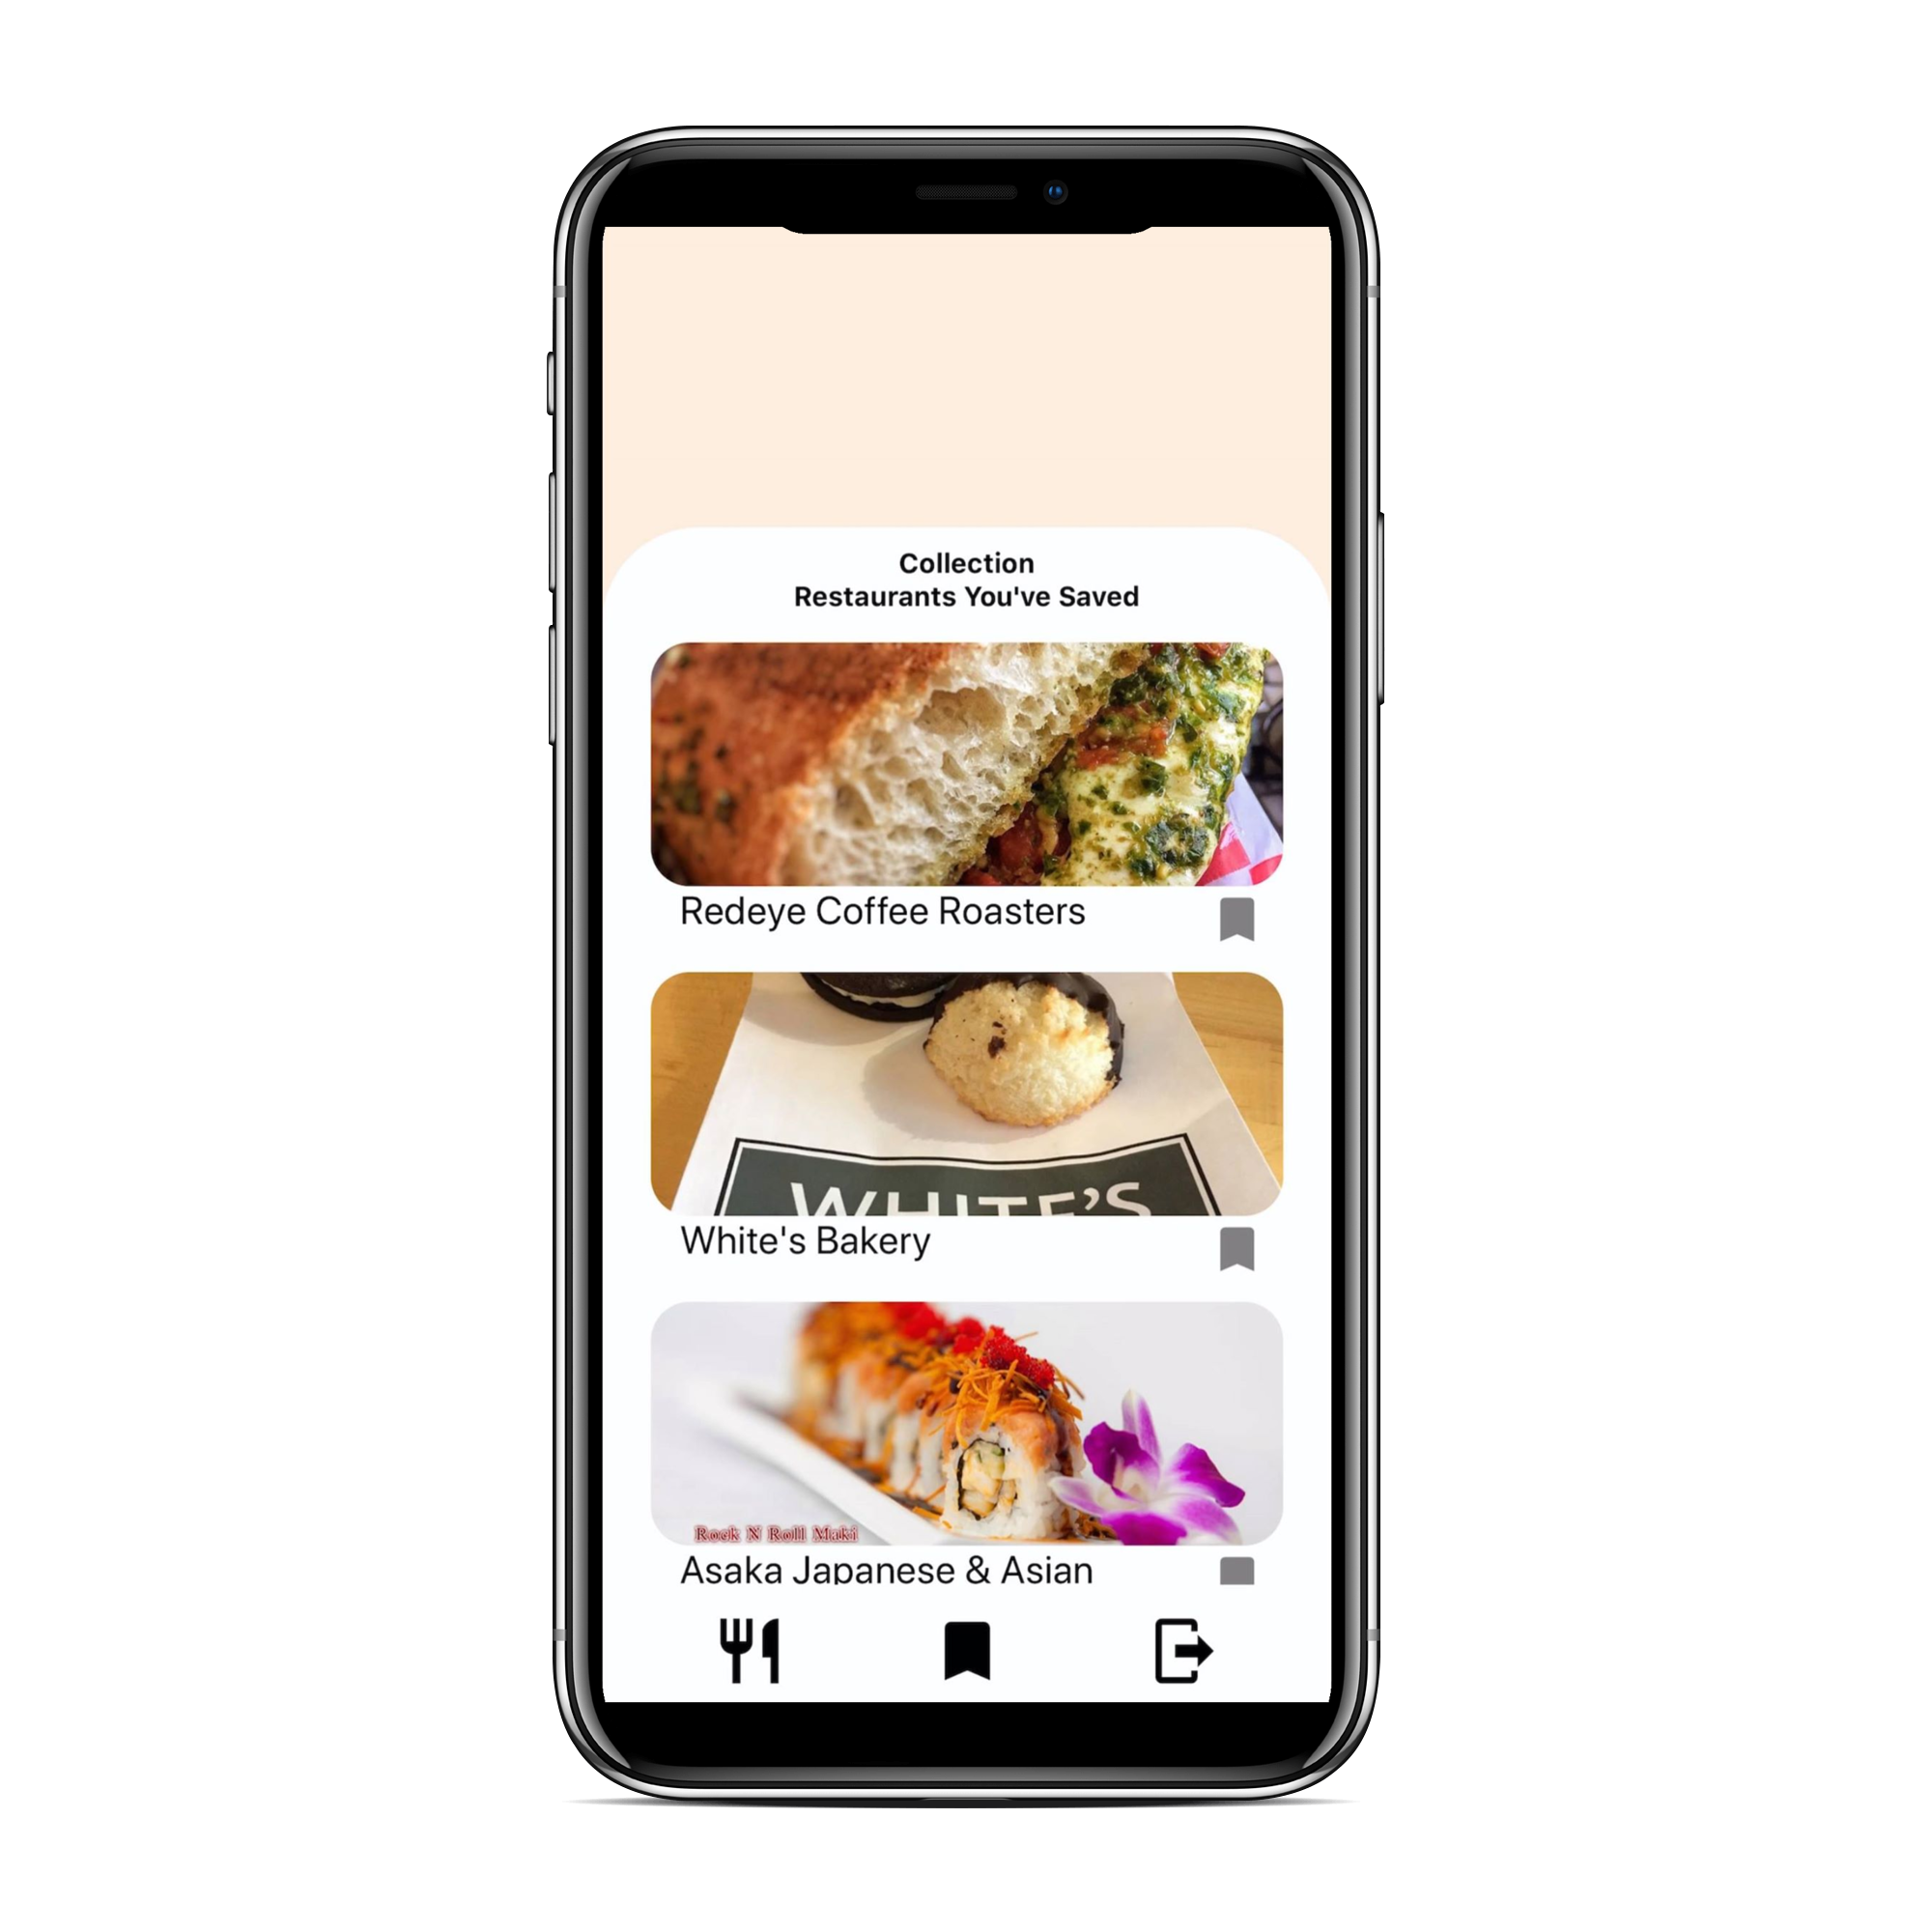 Collection
Restaurants You've Saved
Redeye Coffee Roasters
WHITE'S
White's Bakery
Rock N Roll Maki
Asaka Japanese & Asian